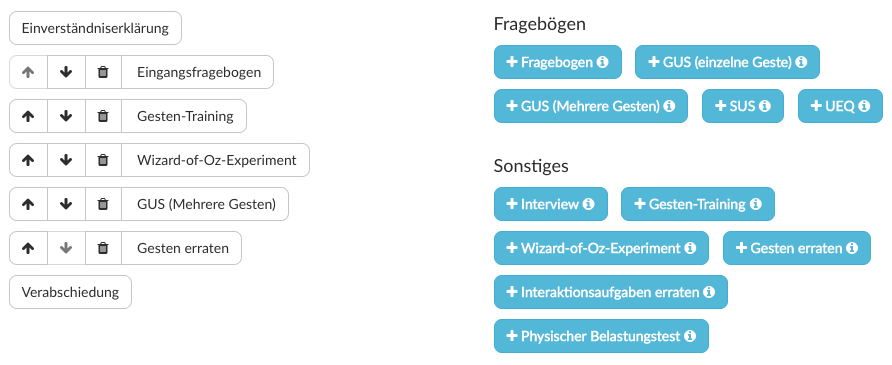 Einverständniserklärung
Eingangsfragebogen
Gesten-Training
Wizard-of-Oz-Experiment
GUS (Mehrere Gesten)
Gesten erraten
Verabschiedung
Fragebögen
Fragebogen
GUS (einzelne Geste)
GUS (Mehrere Gesten)
SUS
UEQ
Sonstiges
Interview
Gesten-Training
Wizard-of-Oz-Experiment
Gesten erraten
Interaktionsaufgaben erraten
Physischer Belastungstest